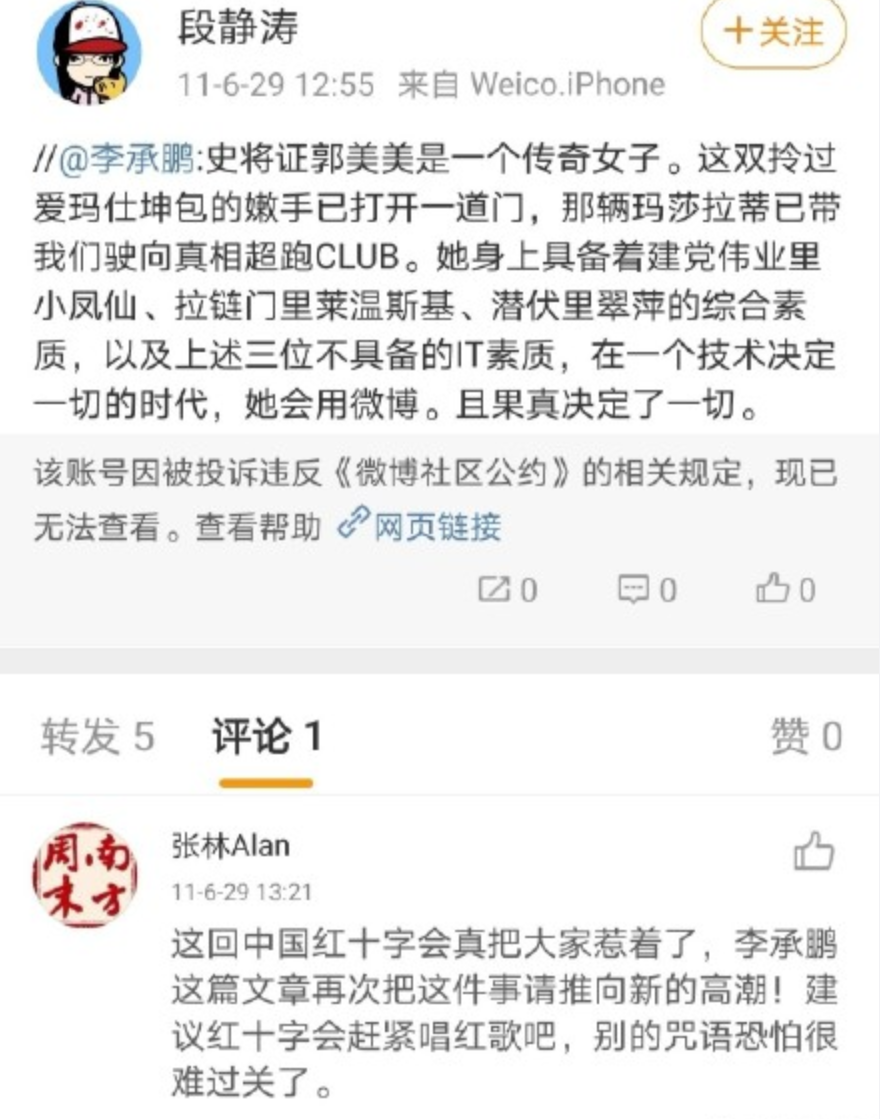 段静涛
+关注
11-6-29 12:55 来自 Weico.iPhone
//@李承鹏:史将证郭美美是一个传奇女子。这双拎过
爱玛仕坤包的嫩手已打开一道门，那辆玛莎拉蒂已带
我们驶向真相超跑CLUB。她身上具备着建党伟业里
小凤仙、拉链门里莱温斯基、潜伏里翠萍的综合素
质，以及上述三位不具备的IT素质，在一个技术决定
一切的时代，她会用微博。且果真决定了一切。
该账号因被投诉违反《微博社区公约》的相关规定，现已
无法查看。查看帮助 网页链接
0 0 0
转发 5 评论 1 赞 0
周南
末方
张林Alan
11-6-29 13:21
这回中国红十字会真把大家惹着了，李承鹏
这篇文章再次把这件事请推向新的高潮！建
议红十字会赶紧唱红歌吧，别的咒语恐怕很
难过关了。